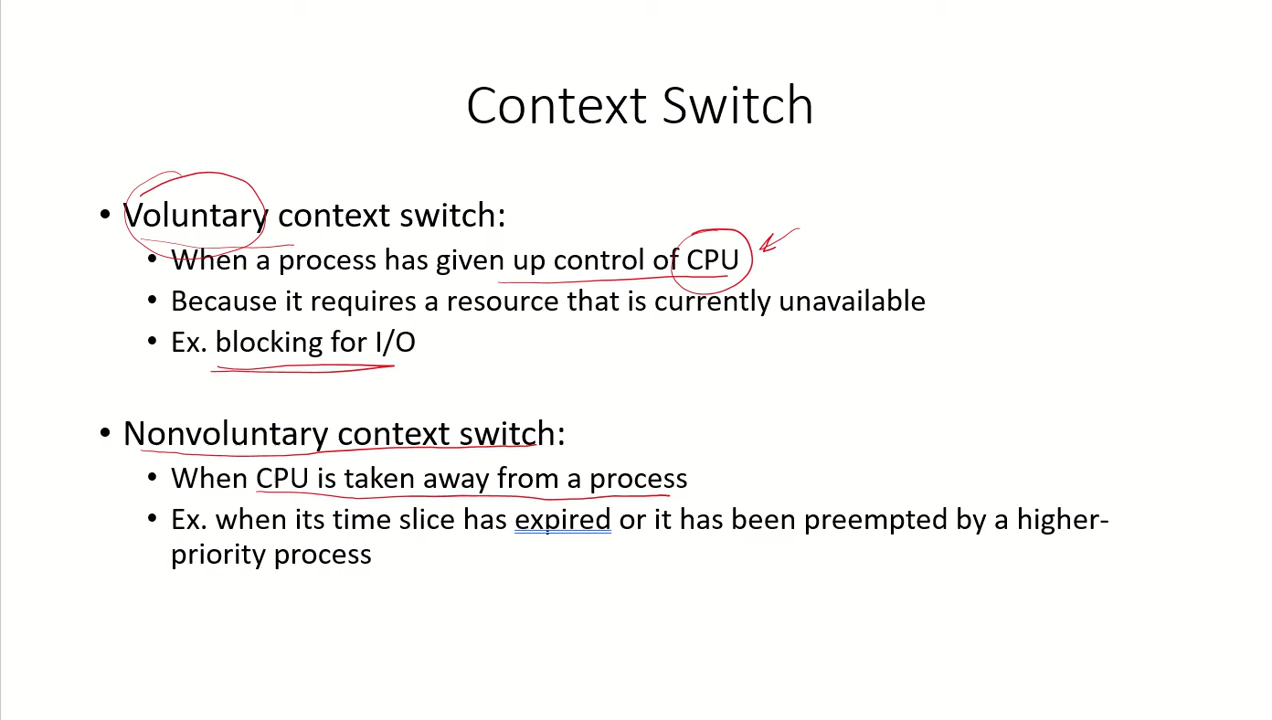 Context Switch
• Voluntary context switch:
• When a process has given up control of CPU
• Because it requires a resource that is currently unavailable
• Ex. blocking for I/O
• Nonvoluntary context switch:
• When CPU is taken away from a process
• Ex. when its time slice has expired or it has been preempted by a higher-
priority process